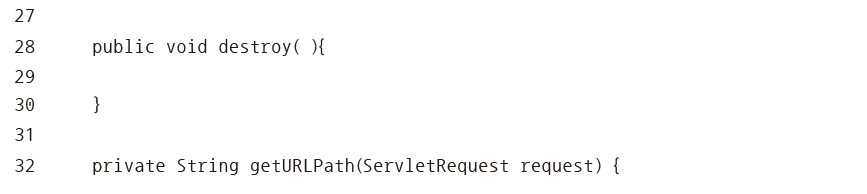 27
28 public void destroy( ){
29
30 }
31
32 private String getURLPath(ServletRequest request) {